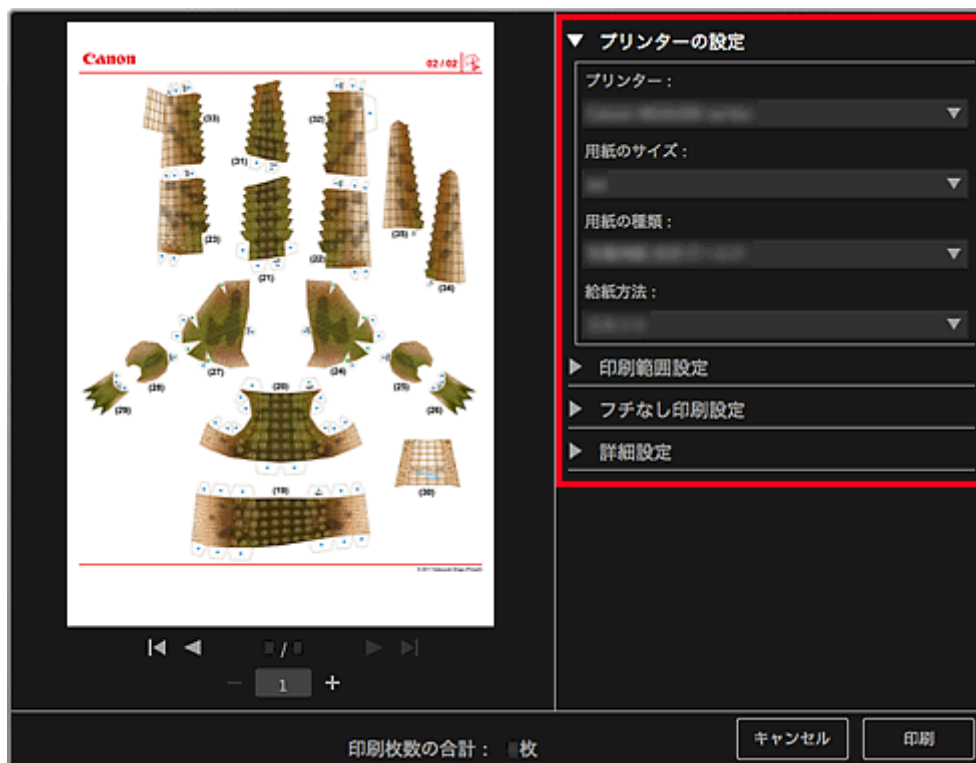 Canon
02 / 02
(33)
(31)
(32)
(35)
(23)
(22)
(34)
(21)
(27)
(24)
(28)
(25)
(29)
(20)
(26)
(30)
(19)
/
1
プリンターの設定
プリンター：
用紙のサイズ：
用紙の種類：
給紙方法：
印刷範囲設定
フチなし印刷設定
詳細設定
印刷枚数の合計： 枚
キャンセル
印刷